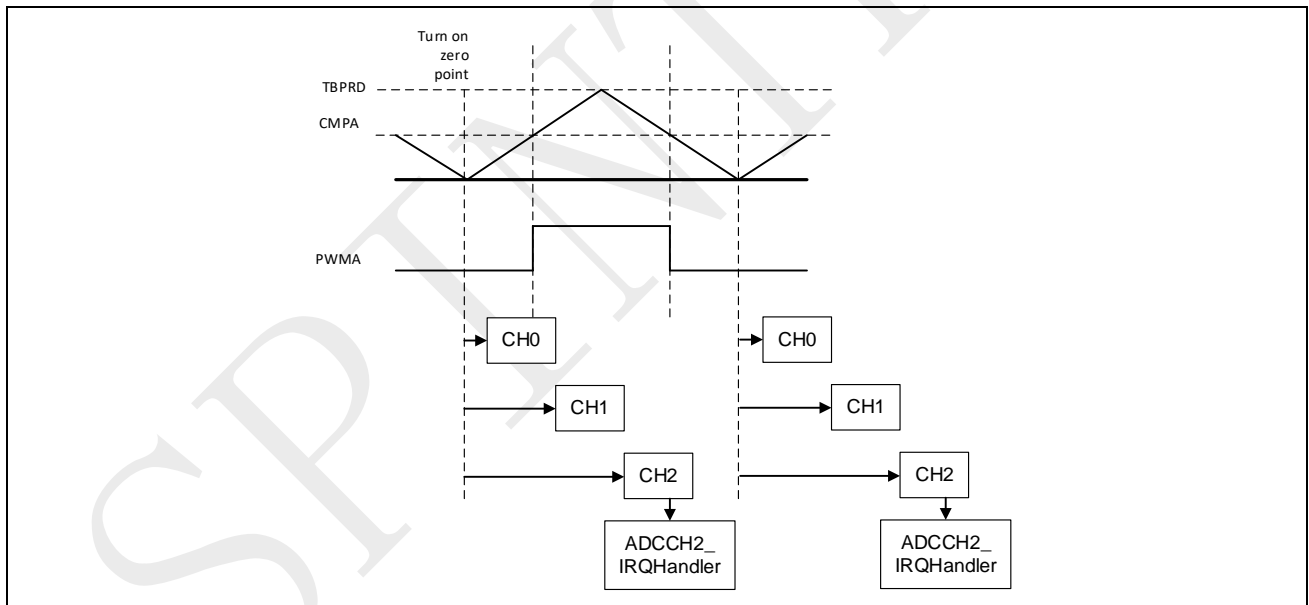 Turn on
zero
point
TBPRD
CMPA
PWMA
CH0
CH0
CH1
CH1
CH2
CH2
ADCCH2_
IRQHandler
ADCCH2_
IRQHandler